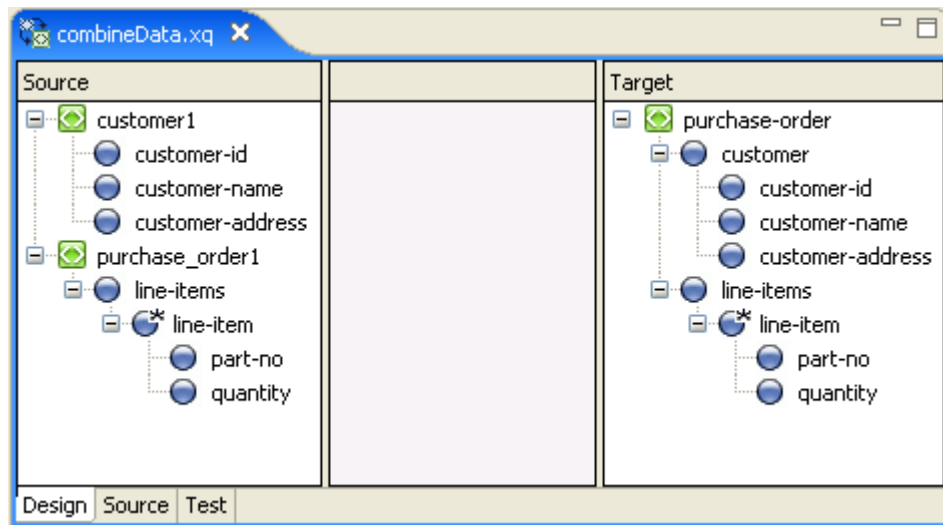 combineData.xq
Source
customer1
customer-id
customer-name
customer-address
purchase_order1
line-items
line-item
part-no
quantity
Target
purchase-order
customer
customer-id
customer-name
customer-address
line-items
line-item
part-no
quantity
Design Source Test